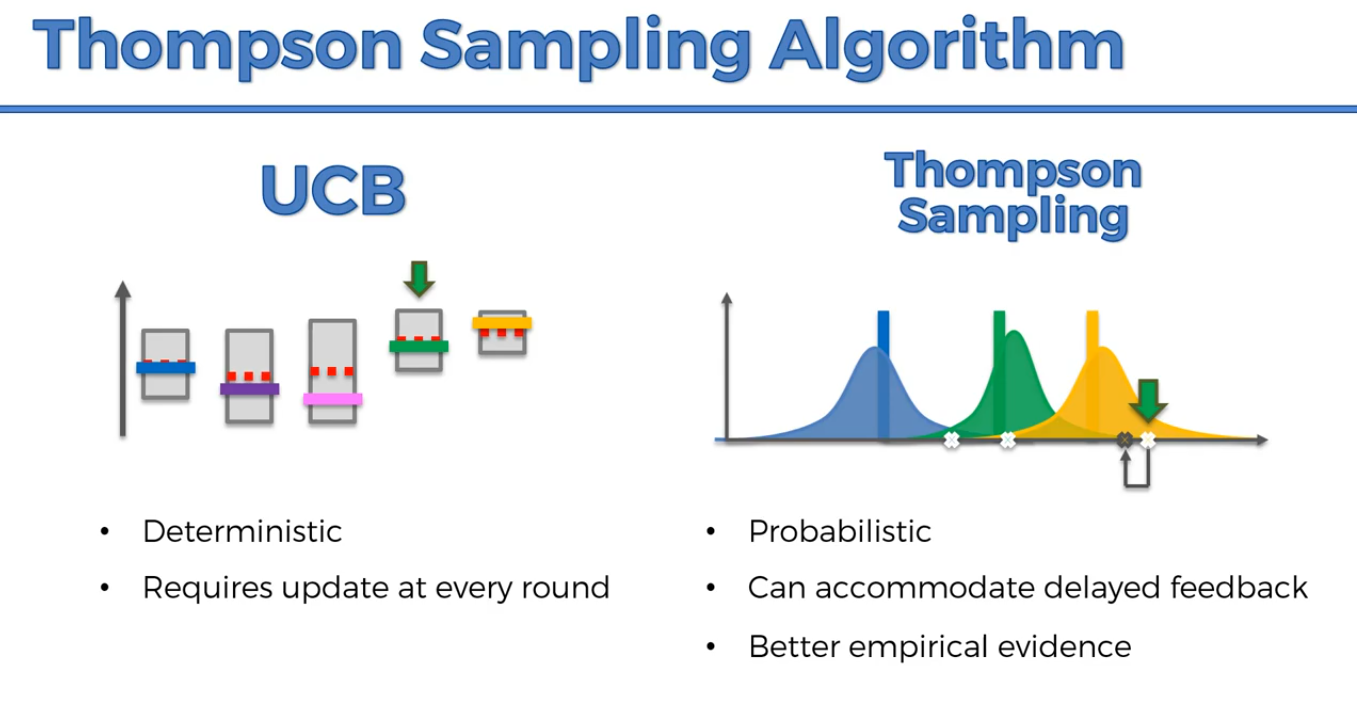 Thompson Sampling Algorithm
UCB
• Deterministic
• Requires update at every round
Thompson
Sampling
• Probabilistic
• Can accommodate delayed feedback
• Better empirical evidence